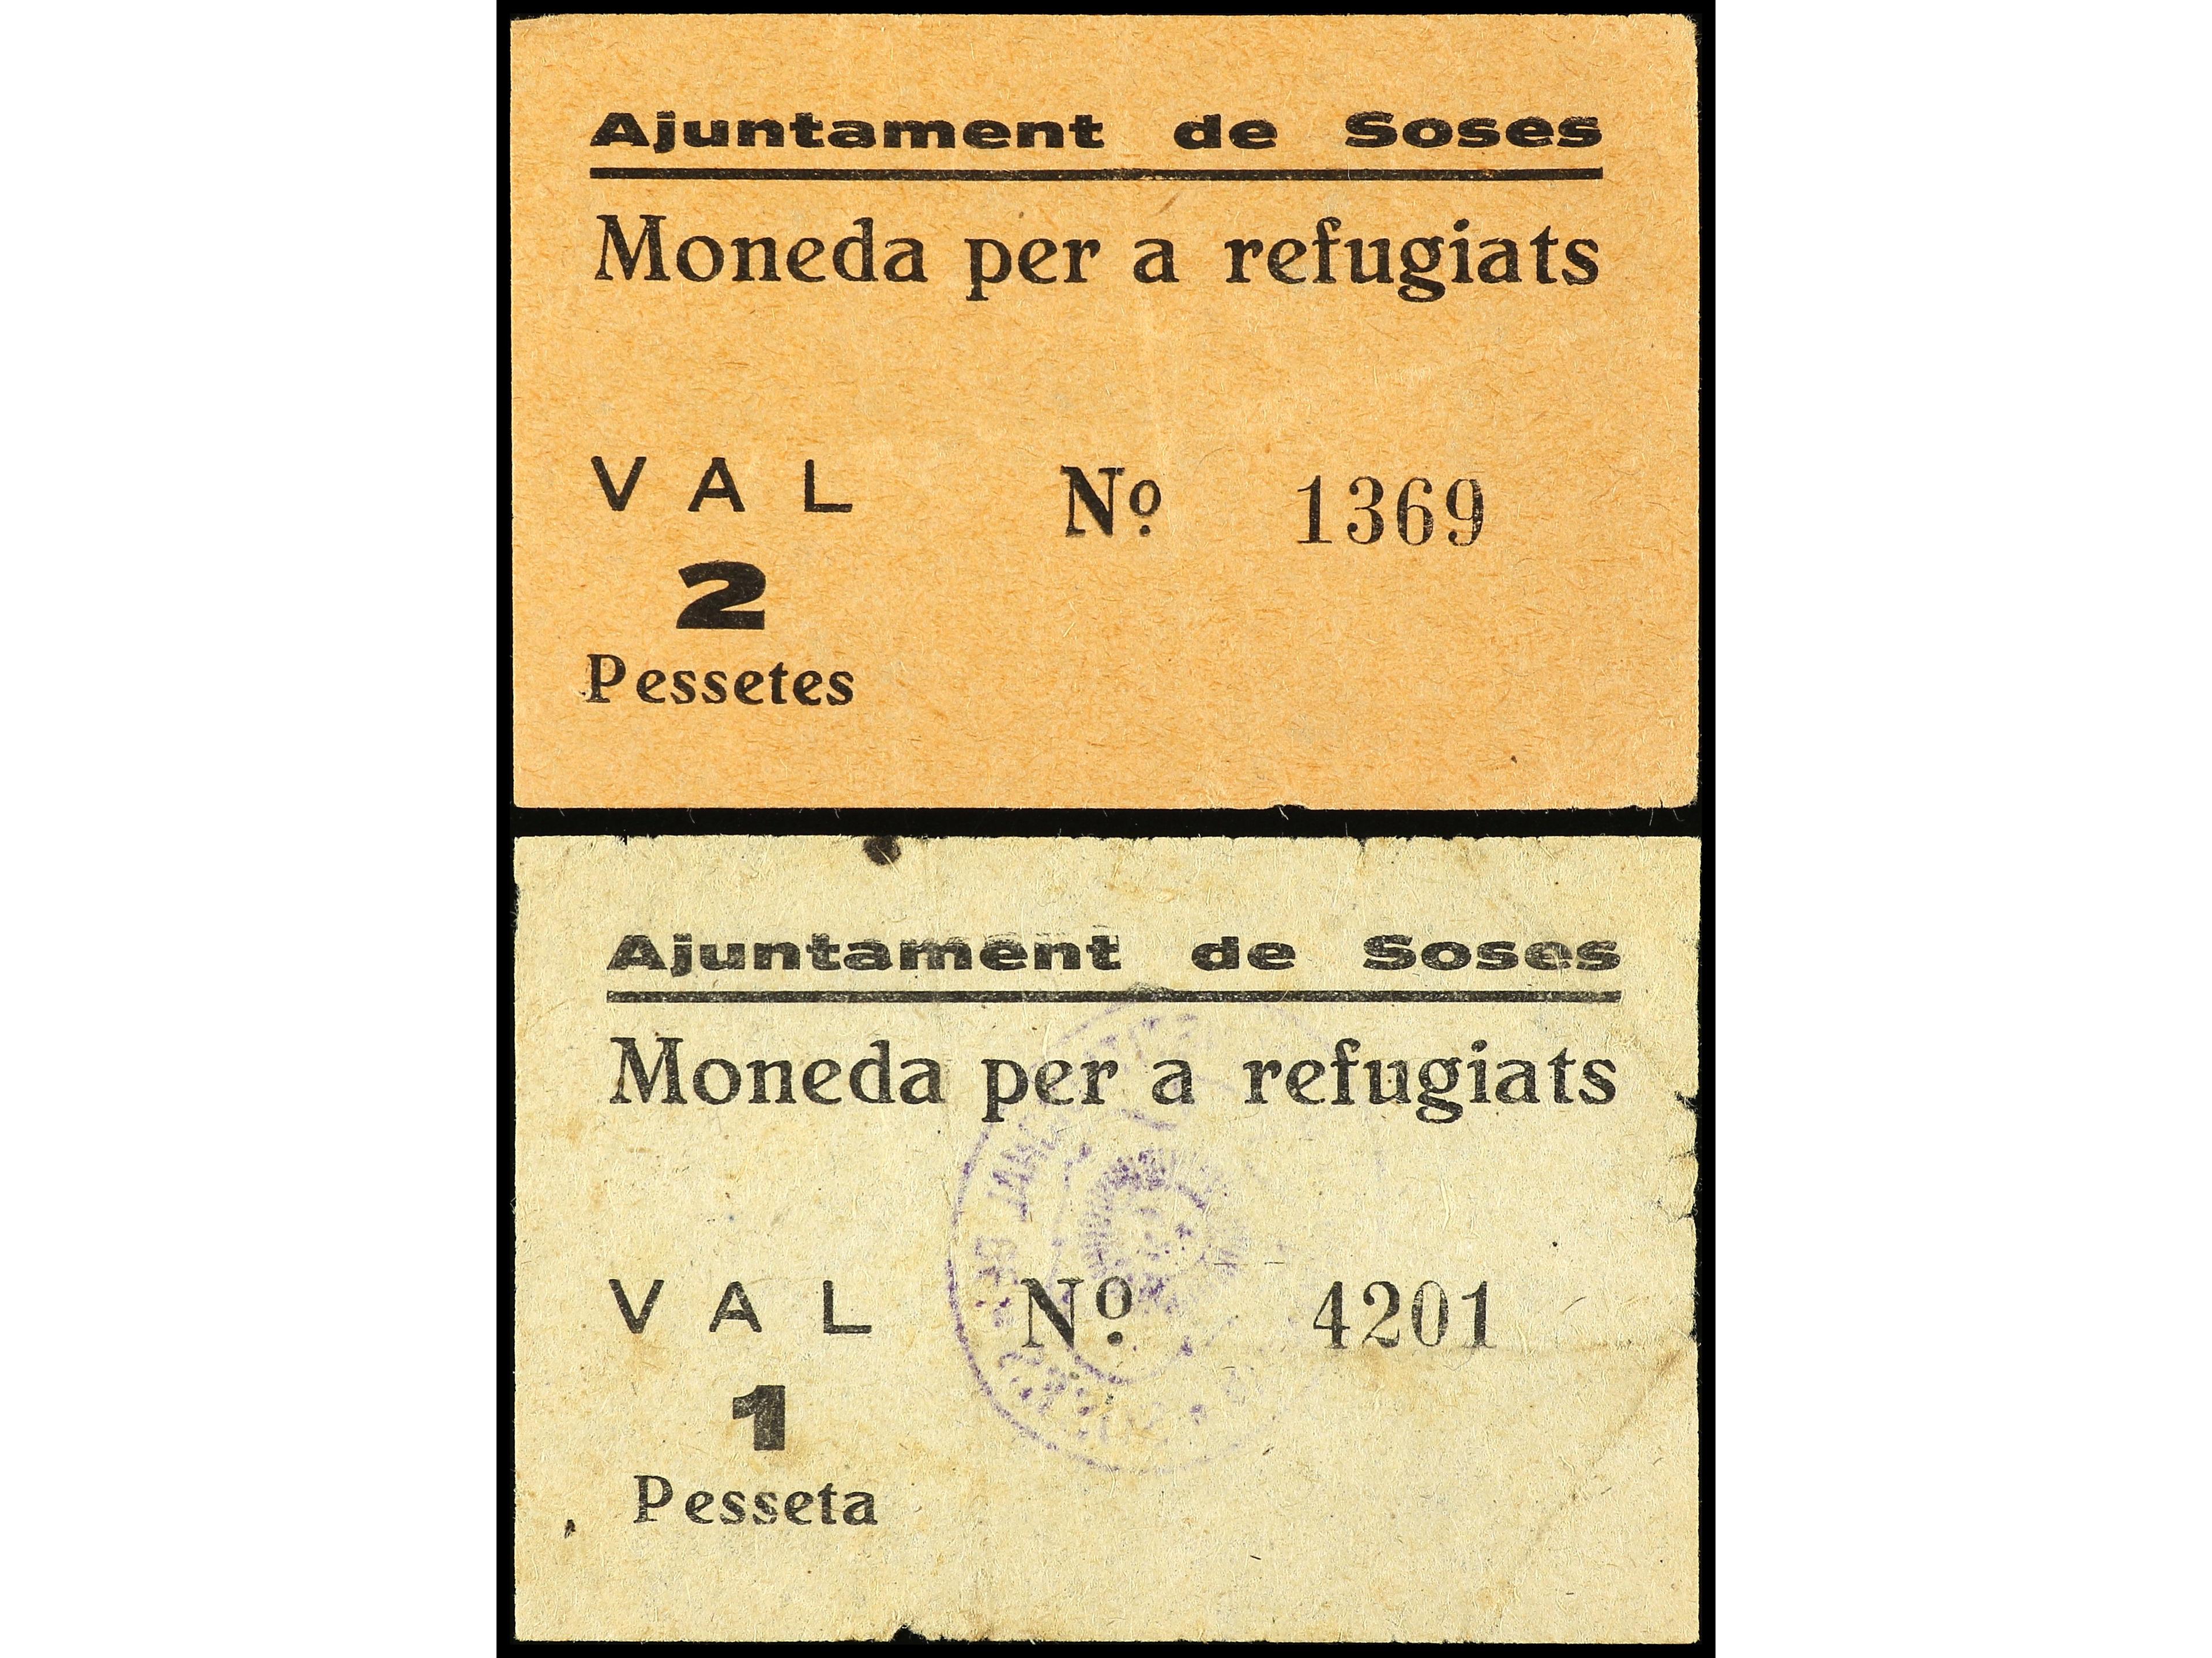 Ajuntament de Soses
Moneda per a refugiats
VAL Nº 1369
2
Pessetes
Ajuntament de Soses
Moneda per a refugiats
VAL Nº 4201
1
Pesseta